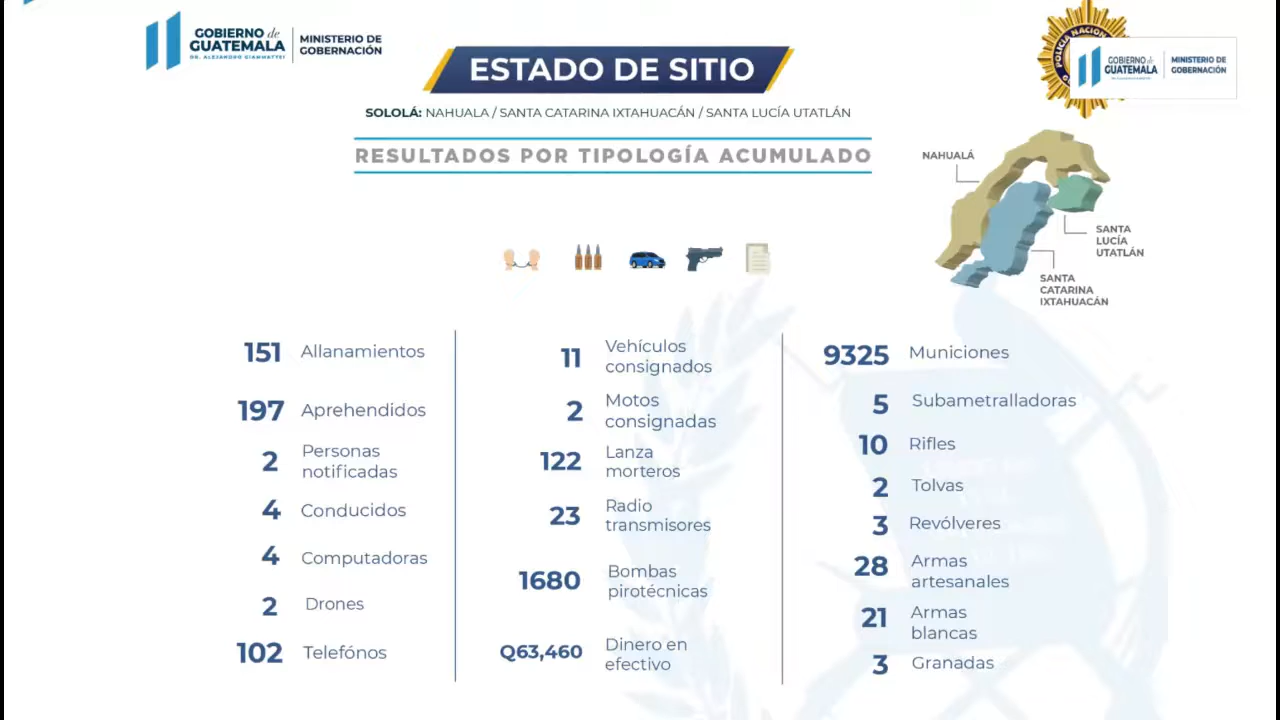 GOBIERNO de
GUATEMALA
DR. ALEJANDRO GIAMMATTEI
MINISTERIO DE
GOBERNACIÓN
ESTADO DE SITIO
POLICIA NACION
GOBIERNO de
GUATEMALA
MINISTERIO DE
GOBERNACIÓN
SOLOLÁ: NAHUALA / SANTA CATARINA IXTAHUACÁN / SANTA LUCÍA UTATLÁN
RESULTADOS POR TIPOLOGÍA ACUMULADO
NAHUALÁ
SANTA
LUCÍA
UTATLÁN
SANTA
CATARINA
IXTAHUACÁN
151 Allanamientos
197 Aprehendidos
2 Personas
notificadas
4 Conducidos
4 Computadoras
2 Drones
102 Telefónos
11 Vehículos
consignados
2 Motos
consignadas
122 Lanza
morteros
23 Radio
transmisores
1680 Bombas
pirotécnicas
Q63,460 Dinero en
efectivo
9325 Municiones
5 Subametralladoras
10 Rifles
2 Tolvas
3 Revólveres
28 Armas
artesanales
21 Armas
blancas
3 Granadas